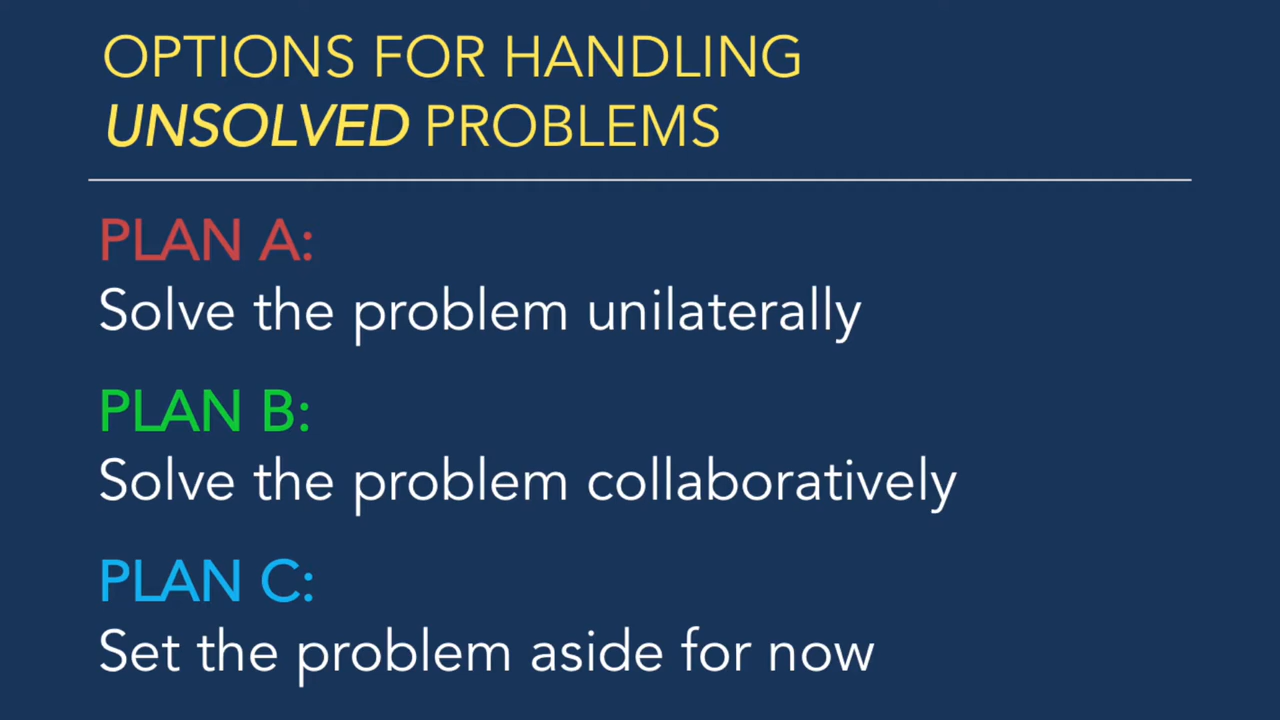 OPTIONS FOR HANDLING
UNSOLVED PROBLEMS
PLAN A:
Solve the problem unilaterally
PLAN B:
Solve the problem collaboratively
PLAN C:
Set the problem aside for now